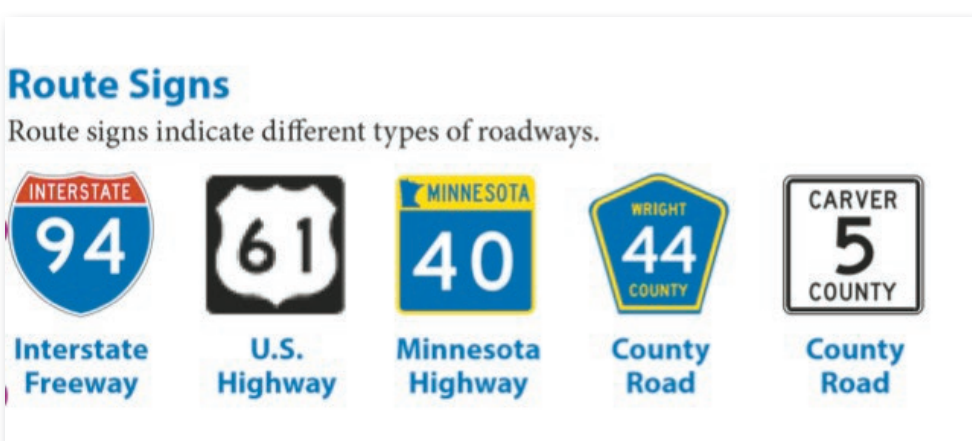 Route Signs
Route signs indicate different types of roadways.
INTERSTATE
94
61
MINNESOTA
40
WRIGHT
44
COUNTY
CARVER
5
COUNTY
Interstate
Freeway
U.S.
Highway
Minnesota
Highway
County
Road
County
Road